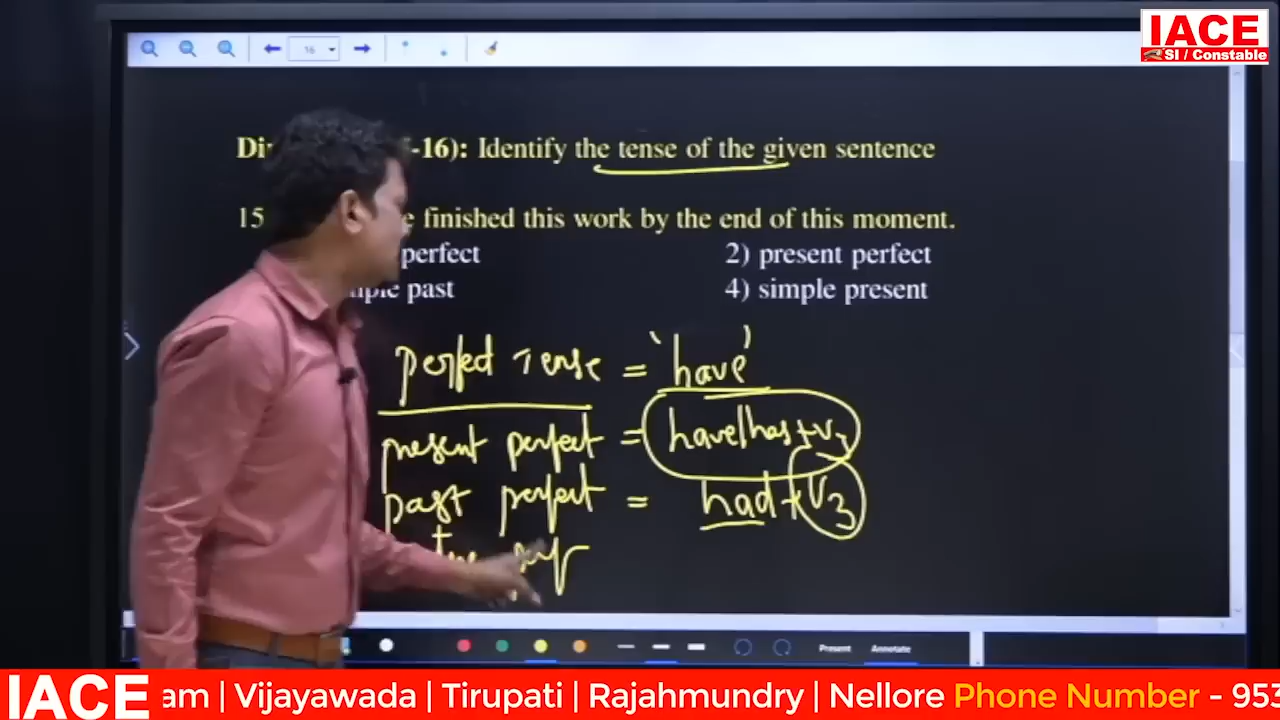 IACE
SI / Constable
16
-16): Identify the tense of the given sentence
15 finished this work by the end of this moment.
perfect 2) present perfect
past 4) simple present
perfect Tense = 'have'
present perfect = have/has + V3
past perfect = had + V3
Present Annotate
IACE am | Vijayawada | Tirupati | Rajahmundry | Nellore Phone Number - 953